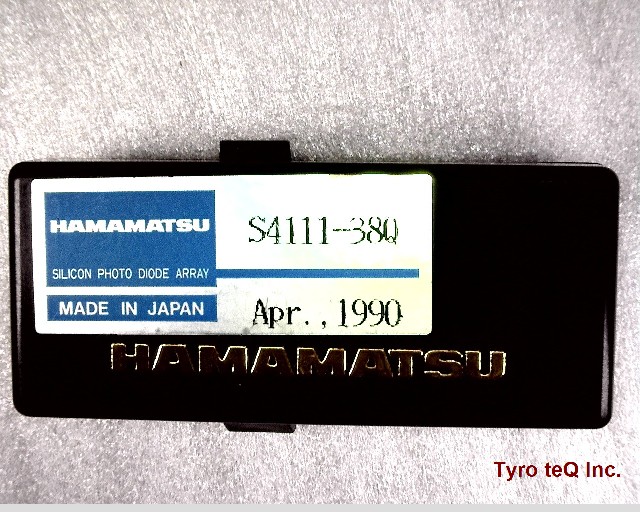 HAMAMATSU
SILICON PHOTO DIODE ARRAY
MADE IN JAPAN
S4111-38Q
Apr., 1990
HAMAMATSU
Tyro teQ Inc.